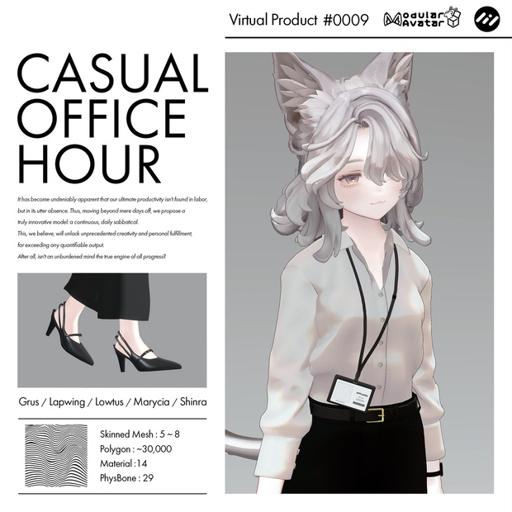 Virtual Product #0009
Modular
Avatar
CASUAL
OFFICE
HOUR
It has become undeniably apparent that our ultimate productivity isn't found in labor,
but in its utter absence. Thus, moving beyond mere days off, we propose a
truly innovative model: a continuous, daily sabbatical.
This, we believe, will unlock unprecedented creativity and personal fulfillment,
far exceeding any quantifiable output.
After all, isn't an unburdened mind the true engine of all progress?
Grus / Lapwing / Lowtus / Marycia / Shinra
Skinned Mesh : 5 ~ 8
Polygon : ~30,000
Material :14
PhysBone : 29